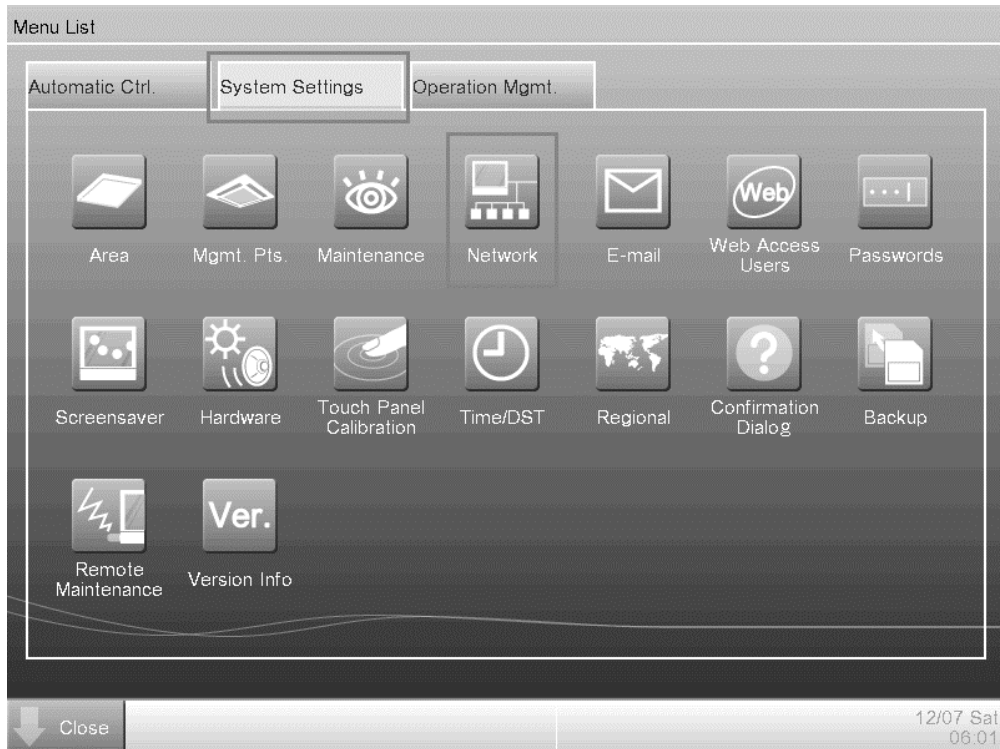 Menu List
Automatic Ctrl.
System Settings
Operation Mgmt.
Area
Mgmt. Pts.
Maintenance
Network
E-mail
Web
Web Access
Users
Passwords
Screensaver
Hardware
Touch Panel
Calibration
Time/DST
Regional
?
Confirmation
Dialog
Backup
Remote
Maintenance
Ver.
Version Info
Close
12/07 Sat
06:01